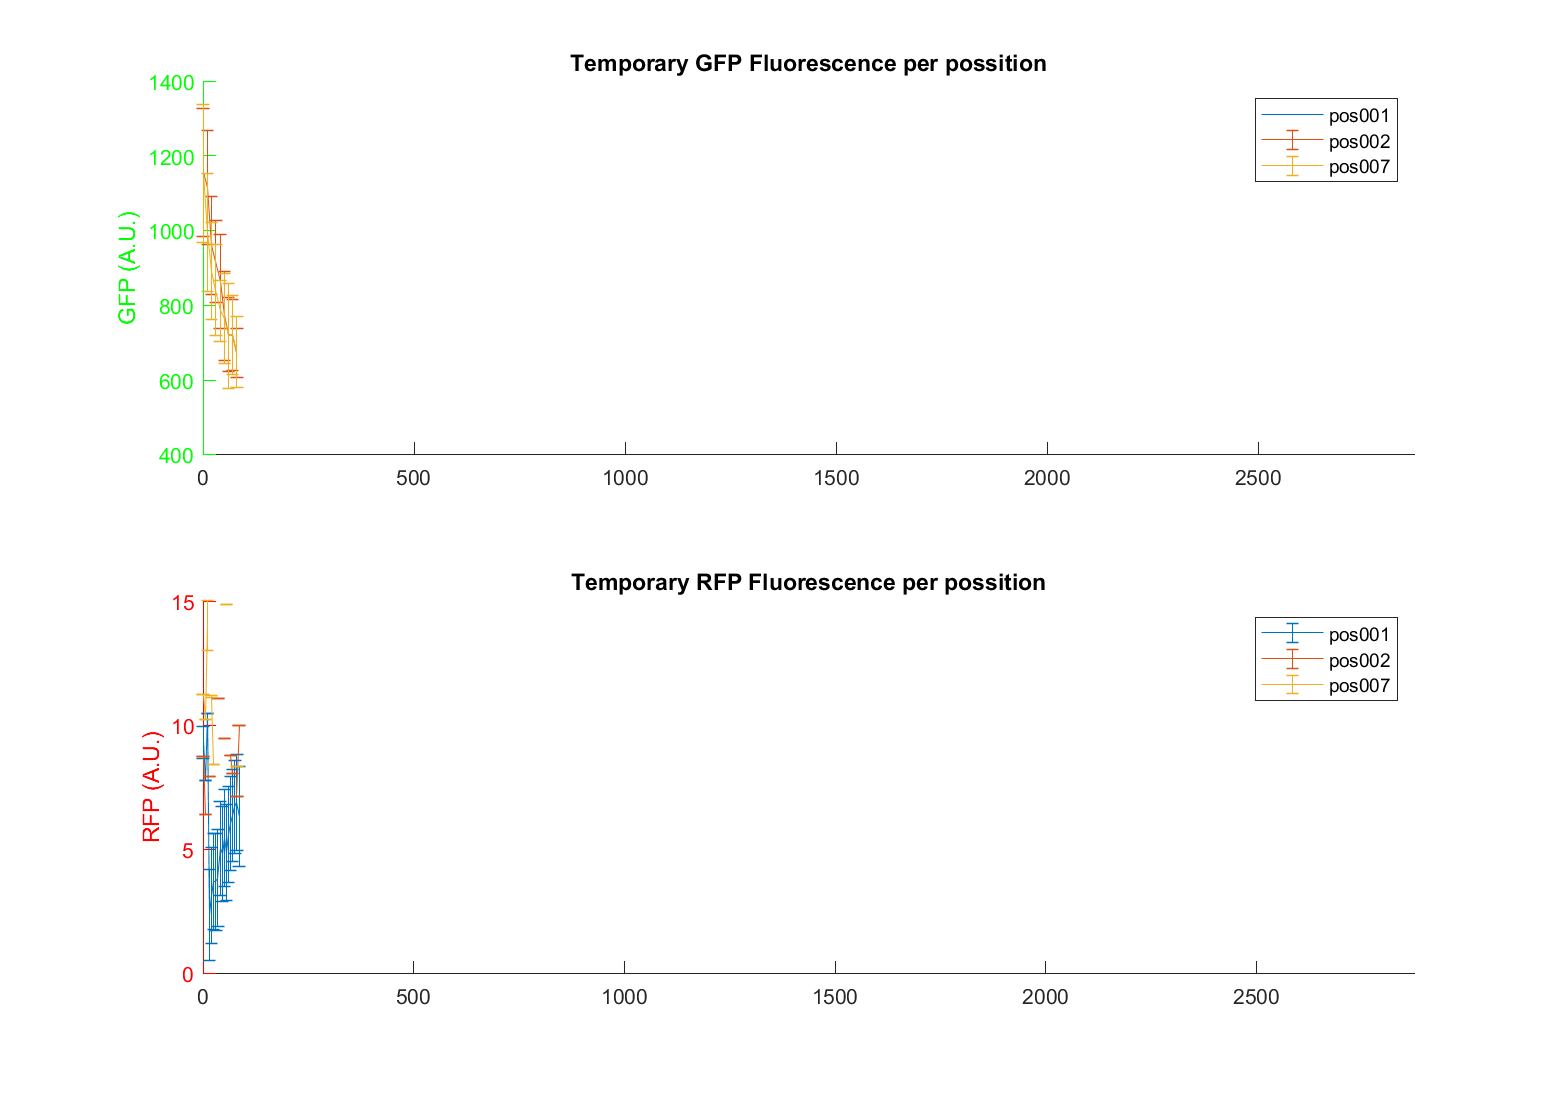 Temporary GFP Fluorescence per possition
1400
1200
1000
800
600
400
GFP (A.U.)
0 500 1000 1500 2000 2500
pos001
pos002
pos007
Temporary RFP Fluorescence per possition
15
10
5
0
RFP (A.U.)
0 500 1000 1500 2000 2500
pos001
pos002
pos007